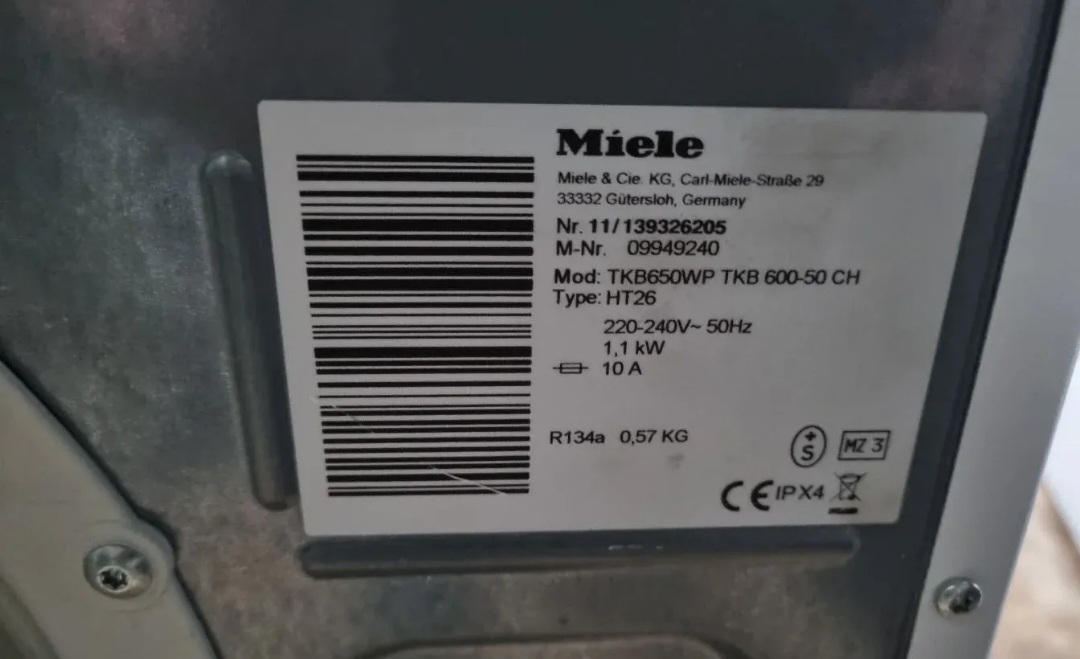 Miele
Miele & Cie. KG, Carl-Miele-Straße 29
33332 Gütersloh, Germany
Nr. 11/139326205
M-Nr. 09949240
Mod: TKB650WP TKB 600-50 CH
Type: HT26
220-240V~ 50Hz
1,1 kW
10 A
R134a 0,57 KG
+
S
MZ 3
CE IPX4